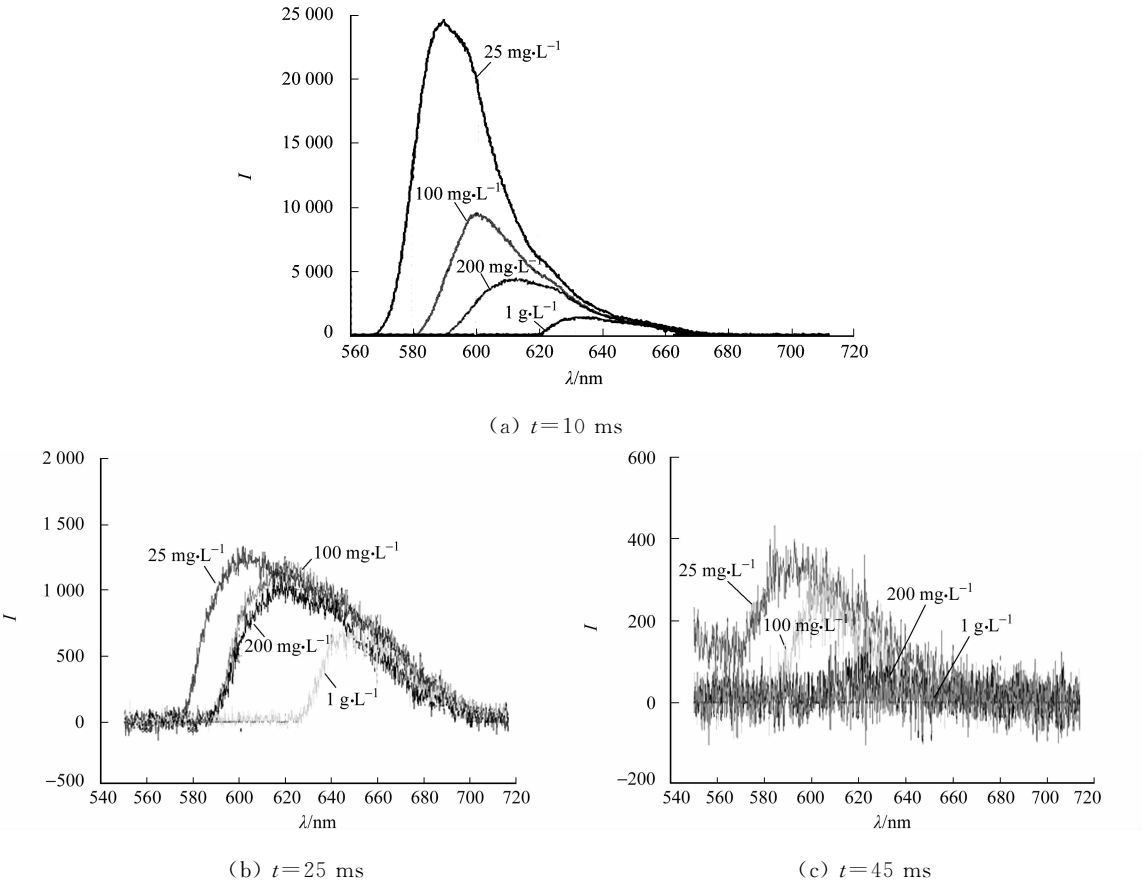 25 000
20 000
15 000
10 000
5 000
0
I
25 mg·L⁻¹
100 mg·L⁻¹
200 mg·L⁻¹
1 g·L⁻¹
560 580 600 620 640 660 680 700 720
λ/nm
(a) t=10 ms
2 000
1 500
1 000
500
0
−500
I
25 mg·L⁻¹
100 mg·L⁻¹
200 mg·L⁻¹
1 g·L⁻¹
540 560 580 600 620 640 660 680 700 720
λ/nm
(b) t=25 ms
600
400
200
0
−200
I
25 mg·L⁻¹
200 mg·L⁻¹
100 mg·L⁻¹
1 g·L⁻¹
540 560 580 600 620 640 660 680 700 720
λ/nm
(c) t=45 ms